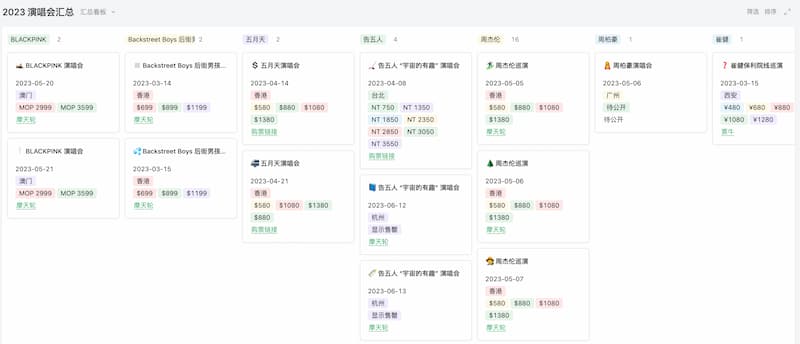 2023 演唱会汇总 汇总看板
筛选 排序
BLACKPINK 2
BLACKPINK 演唱会
2023-05-20
澳门
MOP 2999 MOP 3599
摩天轮
BLACKPINK 演唱会
2023-05-21
澳门
MOP 2999 MOP 3599
摩天轮
Backstreet Boys 后街男 2
Backstreet Boys 后街男孩...
2023-03-14
香港
$699 $899 $1199
摩天轮
Backstreet Boys 后街男孩...
2023-03-15
香港
$699 $899 $1199
摩天轮
五月天 2
五月天演唱会
2023-04-14
香港
$580 $880 $1080
$1380
购票链接
五月天演唱会
2023-04-21
香港
$580 $1080 $1380
$880
购票链接
告五人 4
告五人 “宇宙的有趣” 演唱会
2023-04-08
台北
NT 750 NT 1350
NT 1850 NT 2350
NT 2850 NT 3050
NT 3550
购票链接
告五人 “宇宙的有趣” 演唱会
2023-06-12
杭州
显示售罄
摩天轮
告五人 “宇宙的有趣” 演唱会
2023-06-13
杭州
显示售罄
摩天轮
周杰伦 16
周杰伦巡演
2023-05-05
香港
$580 $880 $1080
$1380
摩天轮
周杰伦巡演
2023-05-06
香港
$580 $880 $1080
$1380
摩天轮
周杰伦巡演
2023-05-07
香港
$580 $880 $1080
$1380
摩天轮
周柏豪 1
周柏豪演唱会
2023-05-06
广州
待公开
待公开
崔健 1
崔健保利院线巡演
2023-03-15
西安
¥480 ¥680 ¥880
¥1080 ¥1280
票牛